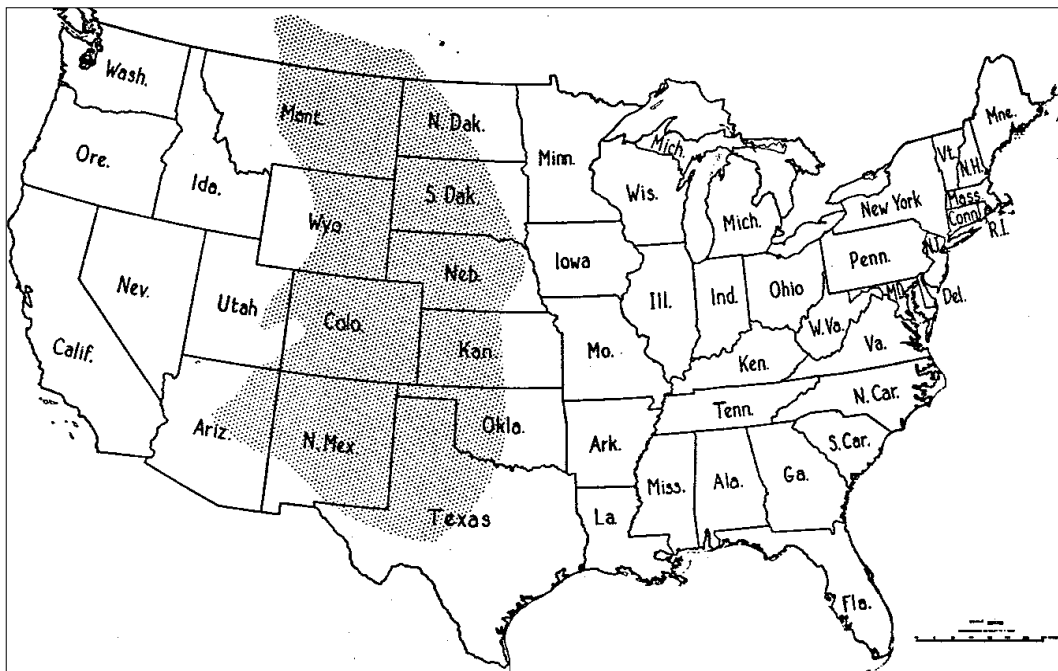 Wash.
Ore.
Ida.
Mont.
Wyo.
N. Dak.
S. Dak.
Neb.
Nev.
Utah
Colo.
Kan.
Calif.
Ariz.
N. Mex.
Okla.
Texas
Minn.
Iowa
Mo.
Ark.
La.
Wis.
Mich.
Mich.
Ill.
Ind.
Ohio
Ken.
Tenn.
Miss.
Ala.
Ga.
Fla.
S. Car.
N. Car.
Va.
W. Va.
Penn.
New York
Vt.
N.H.
Mne.
Mass.
Conn.
R.I.
N.J.
Md.
Del.